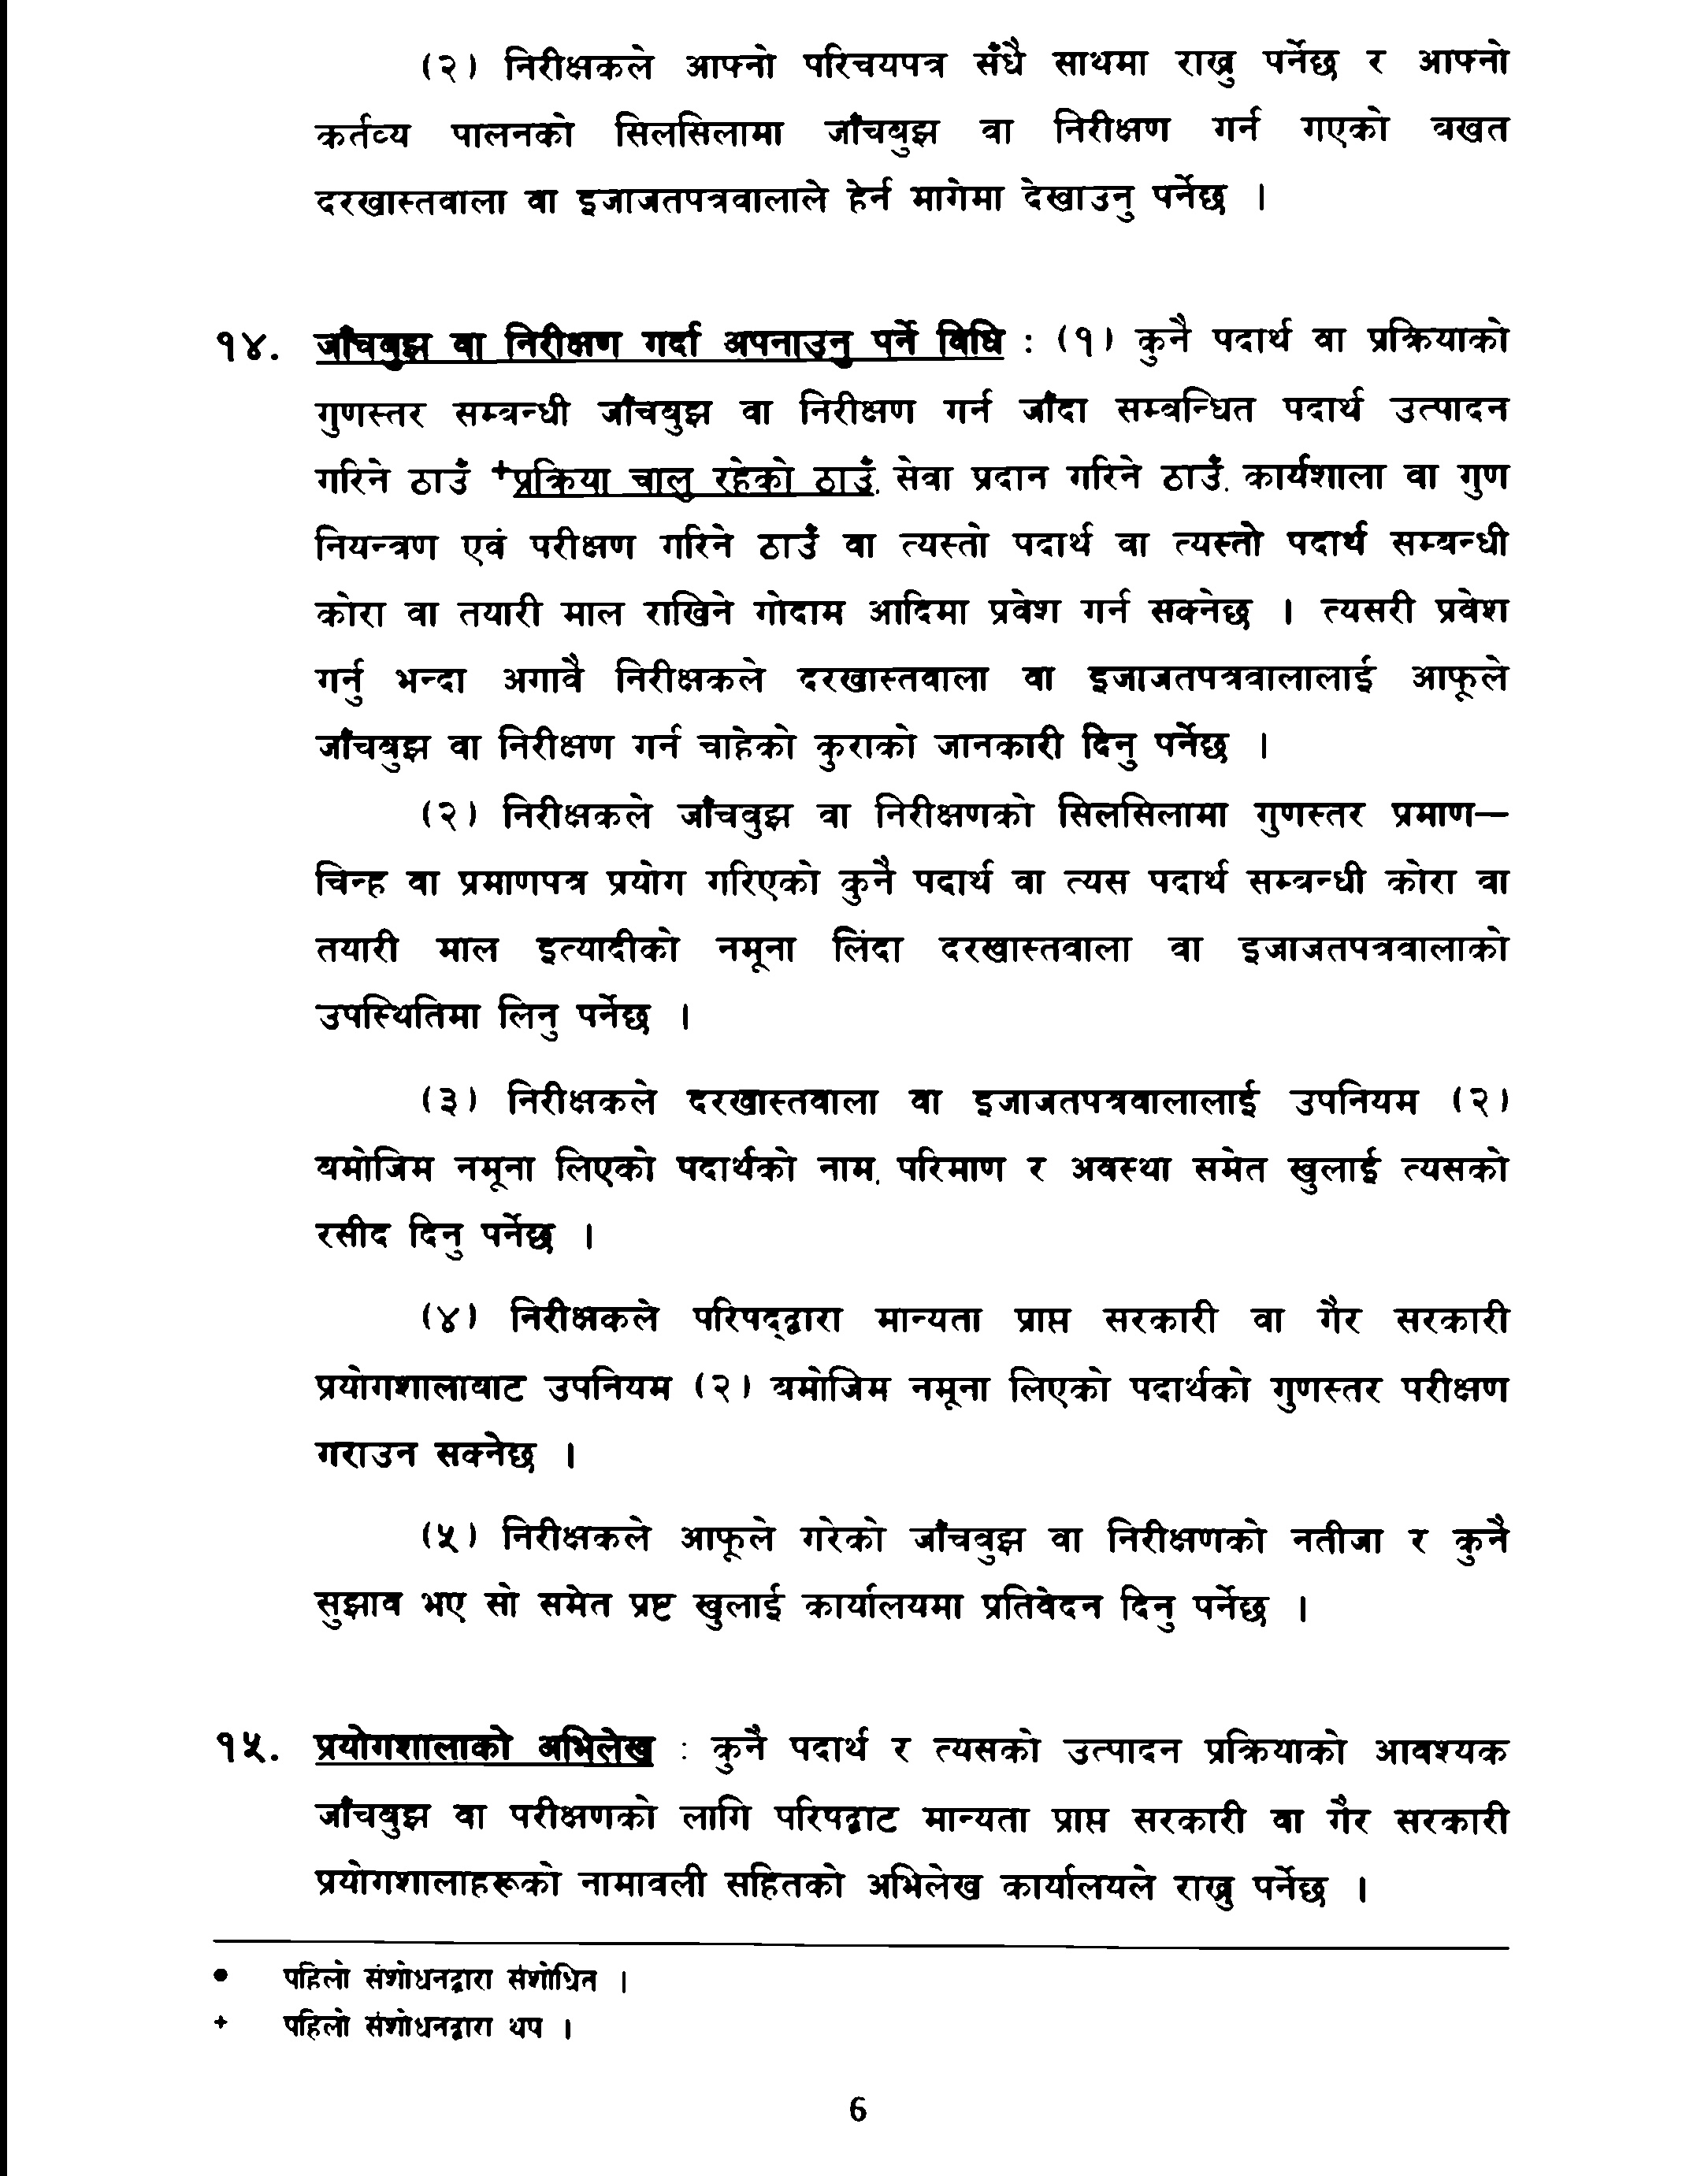 (२) निरीक्षकले आफ्नो परिचयपत्र सँधै साथमा राख्नु पर्नेछ र आफ्नो
कर्तव्य पालनको सिलसिलामा जाँचबुझ वा निरीक्षण गर्न गएको बखत
दरखास्तवाला वा इजाजतपत्रवालाले हेर्न मागेमा देखाउनु पर्नेछ ।
१४. जाँचबुझ वा निरीक्षण गर्दा अपनाउनु पर्ने विधि : (१) कुनै पदार्थ वा प्रक्रियाको
गुणस्तर सम्बन्धी जाँचबुझ वा निरीक्षण गर्न जाँदा सम्बन्धित पदार्थ उत्पादन
गरिने ठाउँ +प्रक्रिया चालु रहेको ठाउँ, सेवा प्रदान गरिने ठाउँ, कार्यशाला वा गुण
नियन्त्रण एवं परीक्षण गरिने ठाउँ वा त्यस्तो पदार्थ वा त्यस्तो पदार्थ सम्बन्धी
कोरा वा तयारी माल राखिने गोदाम आदिमा प्रवेश गर्न सक्नेछ । त्यसरी प्रवेश
गर्नु भन्दा अगावै निरीक्षकले दरखास्तवाला वा इजाजतपत्रवालालाई आफूले
जाँचबुझ वा निरीक्षण गर्न चाहेको कुराको जानकारी दिनु पर्नेछ ।
(२) निरीक्षकले जाँचबुझ वा निरीक्षणको सिलसिलामा गुणस्तर प्रमाण–
चिन्ह वा प्रमाणपत्र प्रयोग गरिएको कुनै पदार्थ वा त्यस पदार्थ सम्बन्धी कोरा वा
तयारी माल इत्यादीको नमूना लिंदा दरखास्तवाला वा इजाजतपत्रवालाको
उपस्थितिमा लिनु पर्नेछ ।
(३) निरीक्षकले दरखास्तवाला वा इजाजतपत्रवालालाई उपनियम (२)
बमोजिम नमूना लिएको पदार्थको नाम, परिमाण र अवस्था समेत खुलाई त्यसको
रसीद दिनु पर्नेछ ।
(४) निरीक्षकले परिषद्द्वारा मान्यता प्राप्त सरकारी वा गैर सरकारी
प्रयोगशालाबाट उपनियम (२) बमोजिम नमूना लिएको पदार्थको गुणस्तर परीक्षण
गराउन सक्नेछ ।
(५) निरीक्षकले आफूले गरेको जाँचबुझ वा निरीक्षणको नतीजा र कुनै
सुझाव भए सो समेत प्रष्ट खुलाई कार्यालयमा प्रतिवेदन दिनु पर्नेछ ।
१५. प्रयोगशालाको अभिलेख : कुनै पदार्थ र त्यसको उत्पादन प्रक्रियाको आवश्यक
जाँचबुझ वा परीक्षणको लागि परिषद्बाट मान्यता प्राप्त सरकारी वा गैर सरकारी
प्रयोगशालाहरूको नामावली सहितको अभिलेख कार्यालयले राख्नु पर्नेछ ।
● पहिलो संशोधनद्वारा संशोधित ।
+ पहिलो संशोधनद्वारा थप ।
6